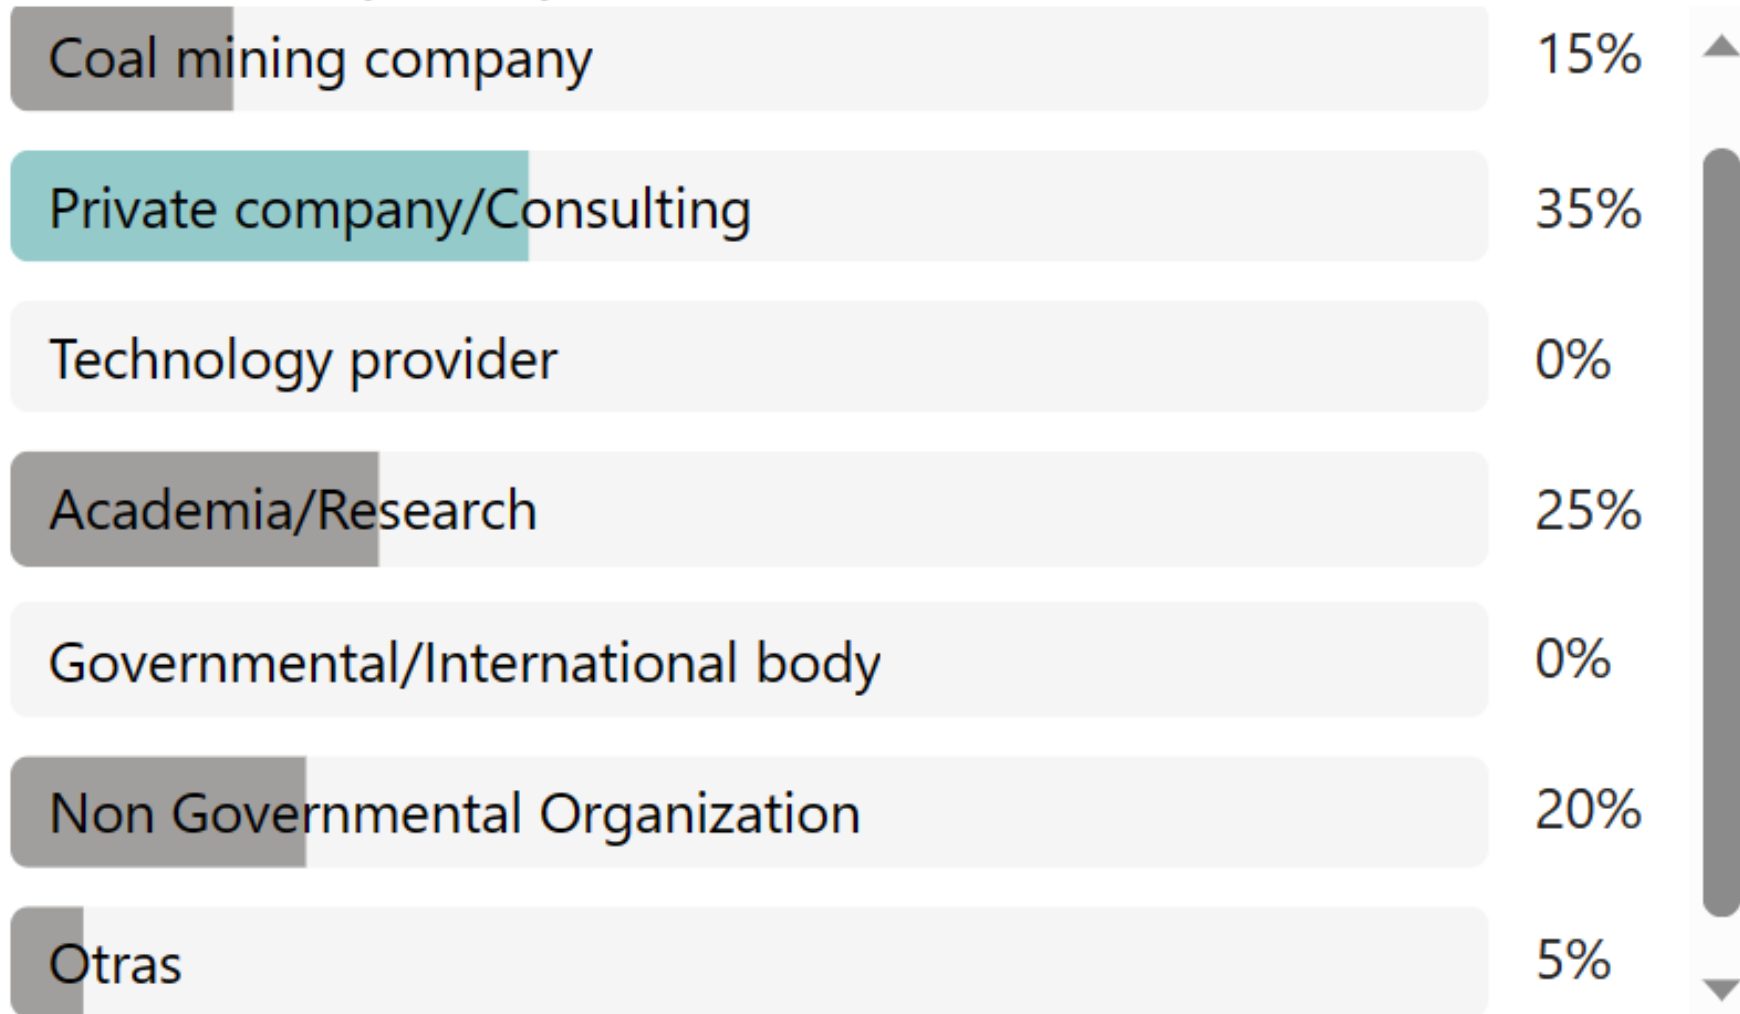 Coal mining company 15%
Private company/Consulting 35%
Technology provider 0%
Academia/Research 25%
Governmental/International body 0%
Non Governmental Organization 20%
Otras 5%